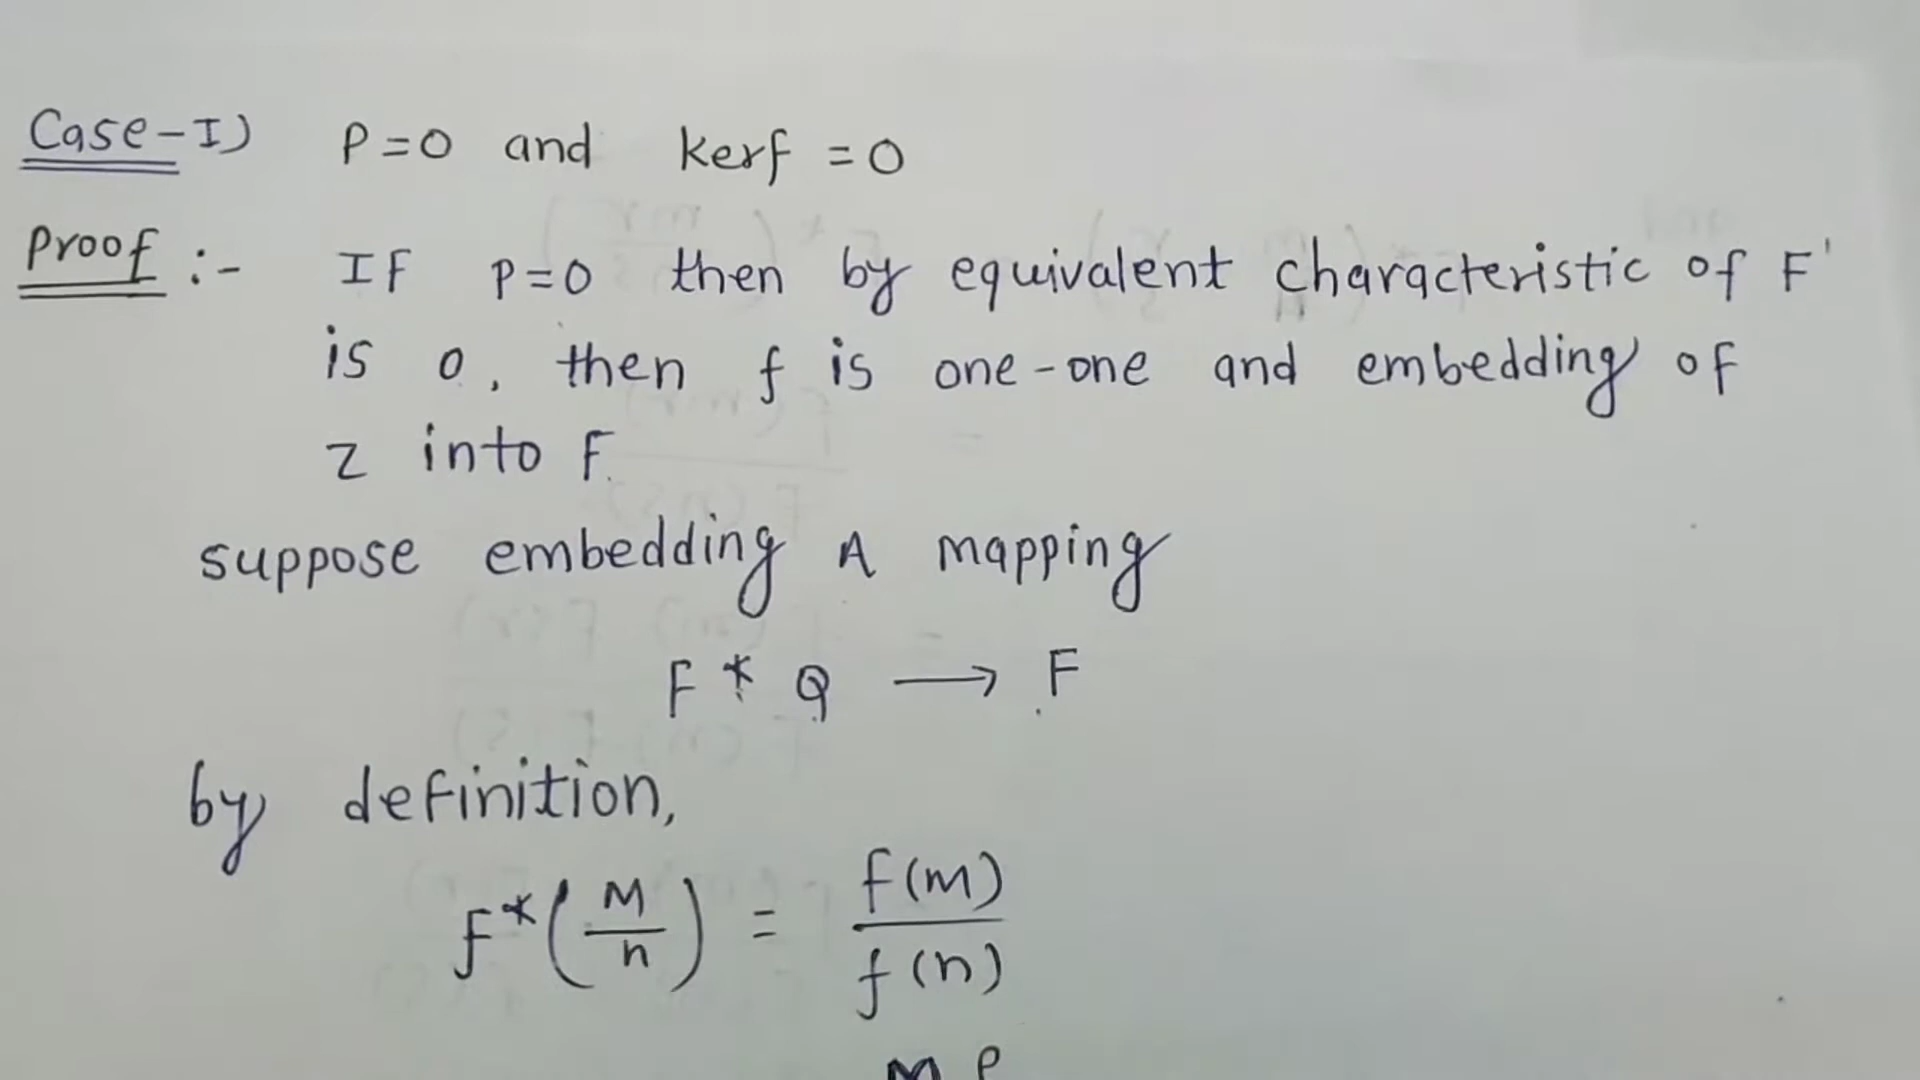 Case-I) P=0 and kerf =0
Proof :- IF P=0 then by equivalent characteristic of F'
is 0, then f is one-one and embedding of
z into F.
suppose embedding A mapping
F * Q → F
by definition,
F*(M/n) = f(m)/f(n)